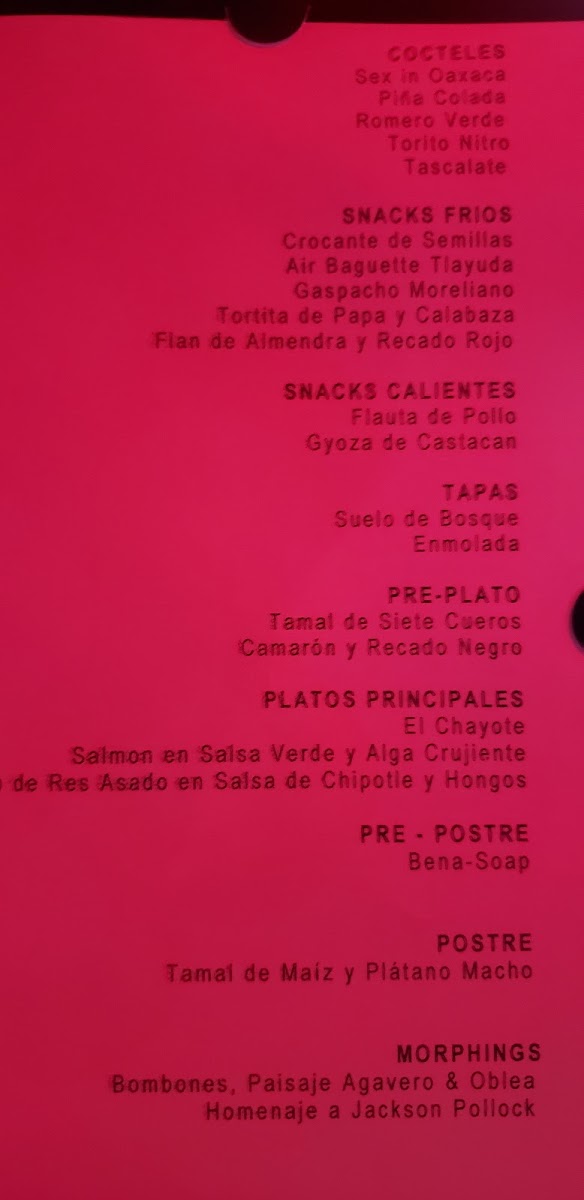 COCTELES
Sex in Oaxaca
Piña Colada
Romero Verde
Torito Nitro
Tascalate
SNACKS FRIOS
Crocante de Semillas
Air Baguette Tlayuda
Gaspacho Moreliano
Tortita de Papa y Calabaza
Flan de Almendra y Recado Rojo
SNACKS CALIENTES
Flauta de Pollo
Gyoza de Castacan
TAPAS
Suelo de Bosque
Enmolada
PRE-PLATO
Tamal de Siete Cueros
Camarón y Recado Negro
PLATOS PRINCIPALES
El Chayote
Salmon en Salsa Verde y Alga Crujiente
de Res Asado en Salsa de Chipotle y Hongos
PRE - POSTRE
Bena-Soap
POSTRE
Tamal de Maíz y Plátano Macho
MORPHINGS
Bombones, Paisaje Agavero & Oblea
Homenaje a Jackson Pollock